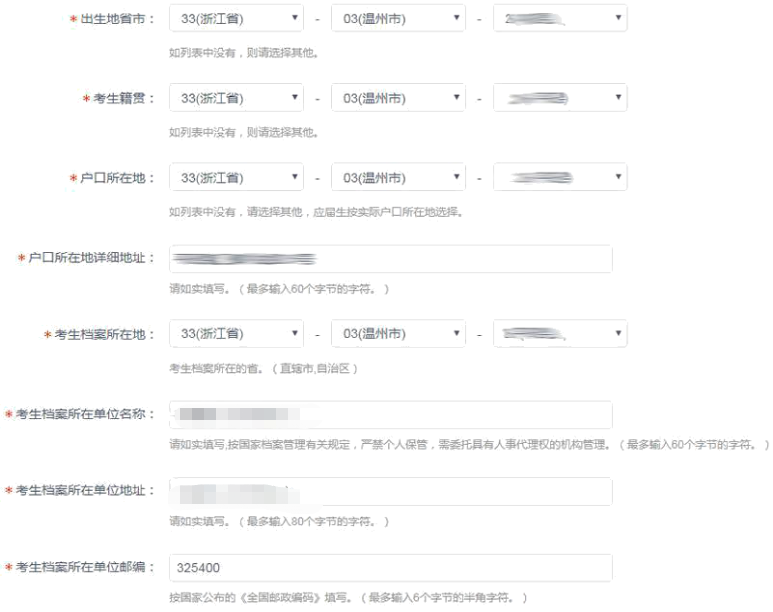 *出生地省市： 33(浙江省) - 03(温州市) -
如列表中没有，则请选择其他。
*考生籍贯： 33(浙江省) - 03(温州市) -
如列表中没有，则请选择其他。
*户口所在地： 33(浙江省) - 03(温州市) -
如列表中没有，请选择其他，应届生按实际户口所在地选择。
*户口所在地详细地址：
请如实填写。（最多输入60个字节的字符。）
*考生档案所在地： 33(浙江省) - 03(温州市) -
考生档案所在的省。（直辖市,自治区）
*考生档案所在单位名称：
请如实填写,按国家档案管理有关规定，严禁个人保管，需委托具有人事代理权的机构管理。（最多输入60个字节的字符。）
*考生档案所在单位地址：
请如实填写。（最多输入80个字节的字符。）
*考生档案所在单位邮编： 325400
按国家公布的《全国邮政编码》填写。（最多输入6个字节的半角字符。）